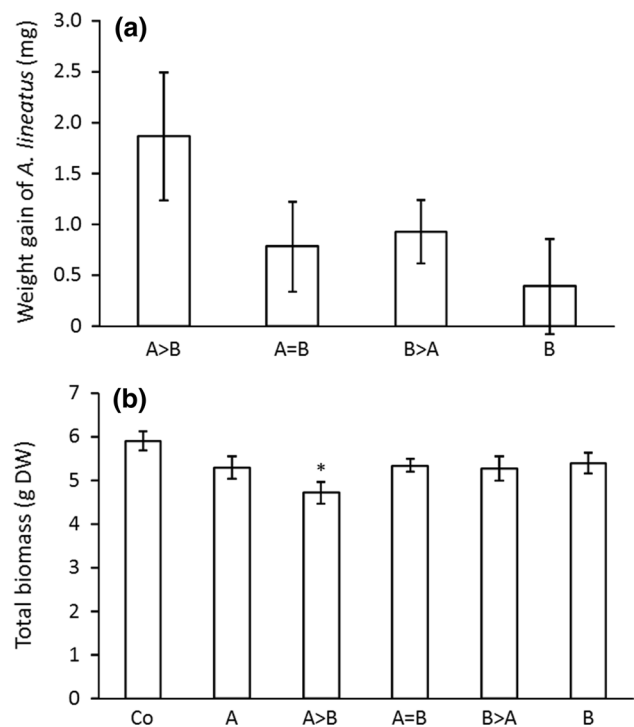 (a)
Weight gain of A. lineatus (mg)
3.0
2.5
2.0
1.5
1.0
0.5
0
A>B A=B B>A B
(b)
Total biomass (g DW)
7
6
5
4
3
2
1
0
*
Co A A>B A=B B>A B